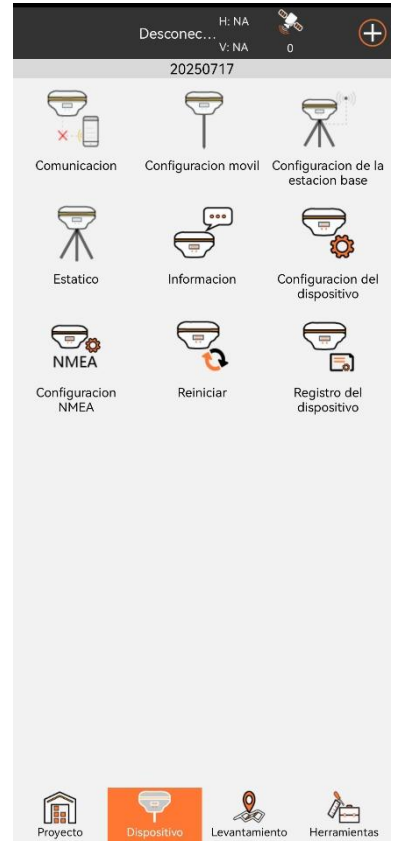 H: NA
Desconec...
V: NA
0
20250717
Comunicacion
Configuracion movil
Configuracion de la
estacion base
Estatico
Informacion
Configuracion del
dispositivo
NMEA
Configuracion
NMEA
Reiniciar
Registro del
dispositivo
Proyecto
Dispositivo
Levantamiento
Herramientas